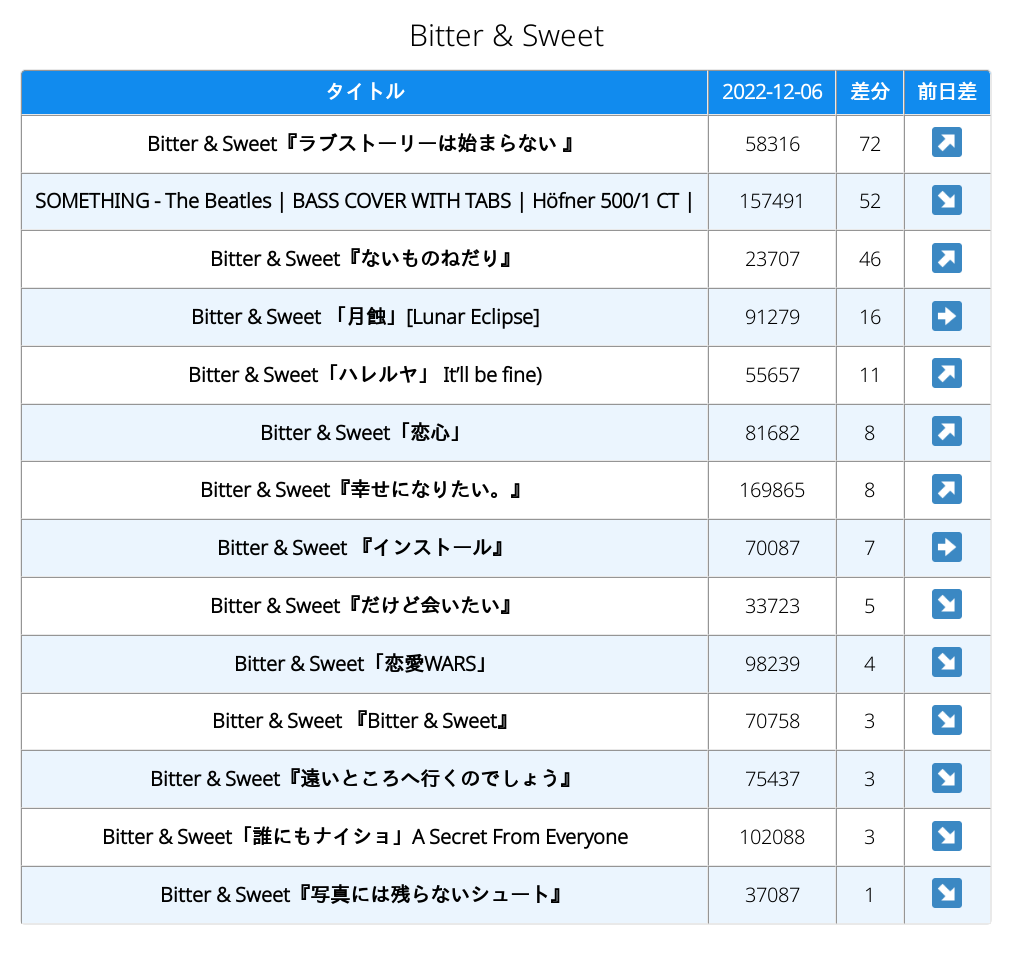 Bitter & Sweet
タイトル 2022-12-06 差分 前日差
Bitter & Sweet『ラブストーリーは始まらない 』 58316 72
SOMETHING - The Beatles | BASS COVER WITH TABS | Höfner 500/1 CT | 157491 52
Bitter & Sweet『ないものねだり』 23707 46
Bitter & Sweet 「月蝕」[Lunar Eclipse] 91279 16
Bitter & Sweet「ハレルヤ」 It’ll be fine) 55657 11
Bitter & Sweet「恋心」 81682 8
Bitter & Sweet『幸せになりたい。』 169865 8
Bitter & Sweet 『インストール』 70087 7
Bitter & Sweet『だけど会いたい』 33723 5
Bitter & Sweet「恋愛WARS」 98239 4
Bitter & Sweet 『Bitter & Sweet』 70758 3
Bitter & Sweet『遠いところへ行くのでしょう』 75437 3
Bitter & Sweet「誰にもナイショ」A Secret From Everyone 102088 3
Bitter & Sweet『写真には残らないシュート』 37087 1